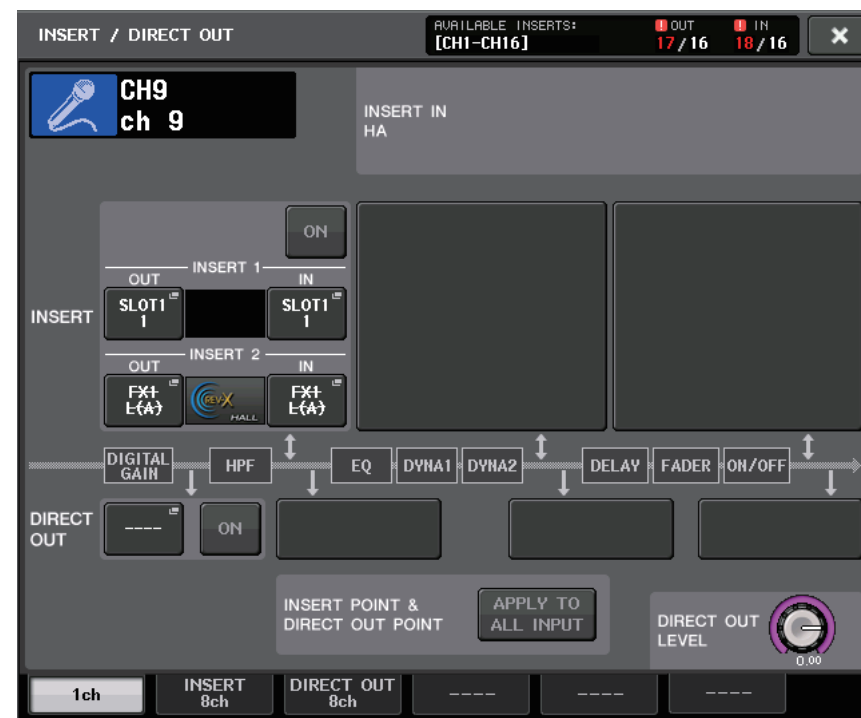 INSERT / DIRECT OUT
AVAILABLE INSERTS:
[CH1-CH16]
! OUT
17/16
! IN
18/16
×
CH9
ch 9
INSERT IN
HA
ON
INSERT 1
OUT
IN
INSERT
SLOT1
1
SLOT1
1
INSERT 2
OUT
IN
FX1
L(A)
REV-X
HALL
FX1
L(A)
DIGITAL
GAIN
HPF
EQ
DYNA1
DYNA2
DELAY
FADER
ON/OFF
DIRECT
OUT
----
ON
INSERT POINT &
DIRECT OUT POINT
APPLY TO
ALL INPUT
DIRECT OUT
LEVEL
0.00
1ch
INSERT
8ch
DIRECT OUT
8ch
----
----
----